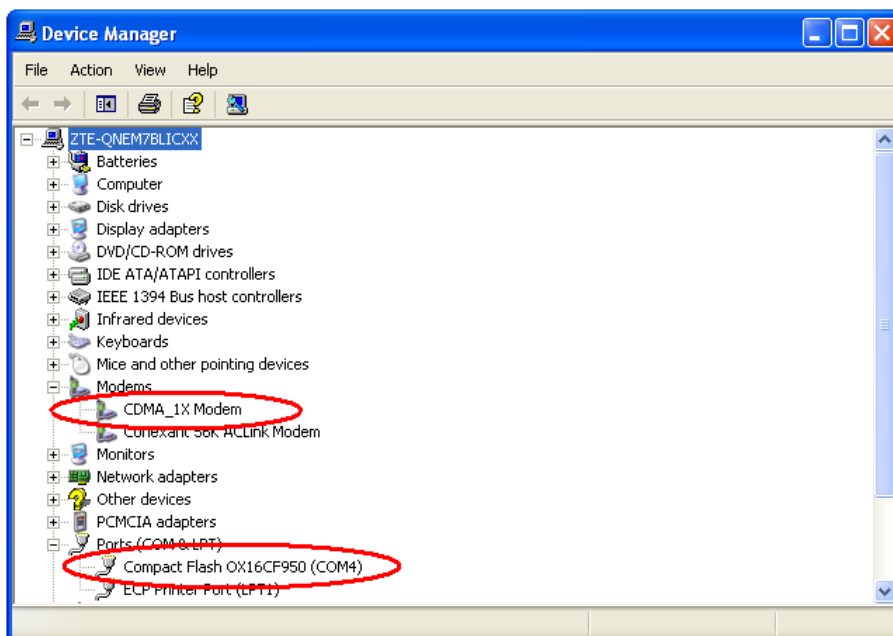 Device Manager
File Action View Help
ZTE-QNEM7BLICXX
Batteries
Computer
Disk drives
Display adapters
DVD/CD-ROM drives
IDE ATA/ATAPI controllers
IEEE 1394 Bus host controllers
Infrared devices
Keyboards
Mice and other pointing devices
Modems
CDMA_1X Modem
Conexant 56K ACLink Modem
Monitors
Network adapters
Other devices
PCMCIA adapters
Ports (COM & LPT)
Compact Flash OX16CF950 (COM4)
ECP Printer Port (LPT1)